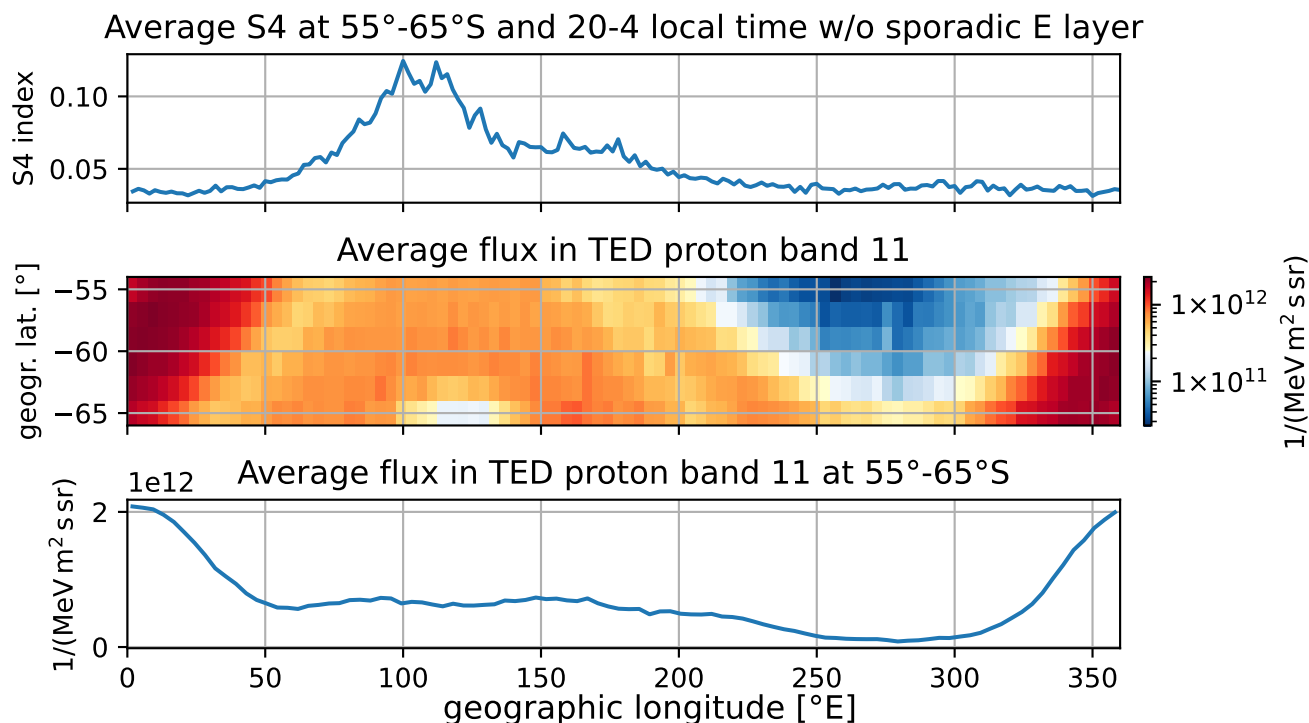 Average S4 at 55°-65°S and 20-4 local time w/o sporadic E layer
S4 index
0.10
0.05
Average flux in TED proton band 11
geogr. lat. [°]
−55
−60
−65
1×10¹²
1×10¹¹
1/(MeV m² s sr)
Average flux in TED proton band 11 at 55°-65°S
1e12
1/(MeV m² s sr)
2
0
0 50 100 150 200 250 300 350
geographic longitude [°E]